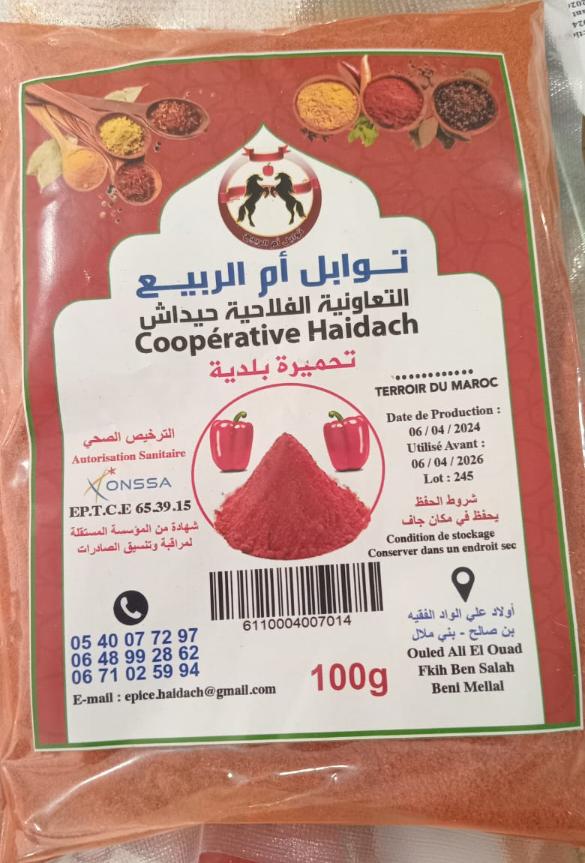 توابل أم الربيع
توابل أم الربيع
التعاونية الفلاحية حيداش
Coopérative Haidach
تحميرة بلدية
TERROIR DU MAROC
Date de Production :
06 / 04 / 2024
Utilisé Avant :
06 / 04 / 2026
Lot : 245
شروط الحفظ
يحفظ في مكان جاف
Condition de stockage
Conserver dans un endroit sec
الترخيص الصحي
Autorisation Sanitaire
ONSSA
EP.T.C.E 65.39.15
شهادة من المؤسسة المستقلة
لمراقبة وتنسيق الصادرات
6110004007014
05 40 07 72 97
06 48 99 28 62
06 71 02 59 94
E-mail : epice.haidach@gmail.com
100g
أولاد علي الواد الفقيه
بن صالح - بني ملال
Ouled Ali El Ouad
Fkih Ben Salah
Beni Mellal